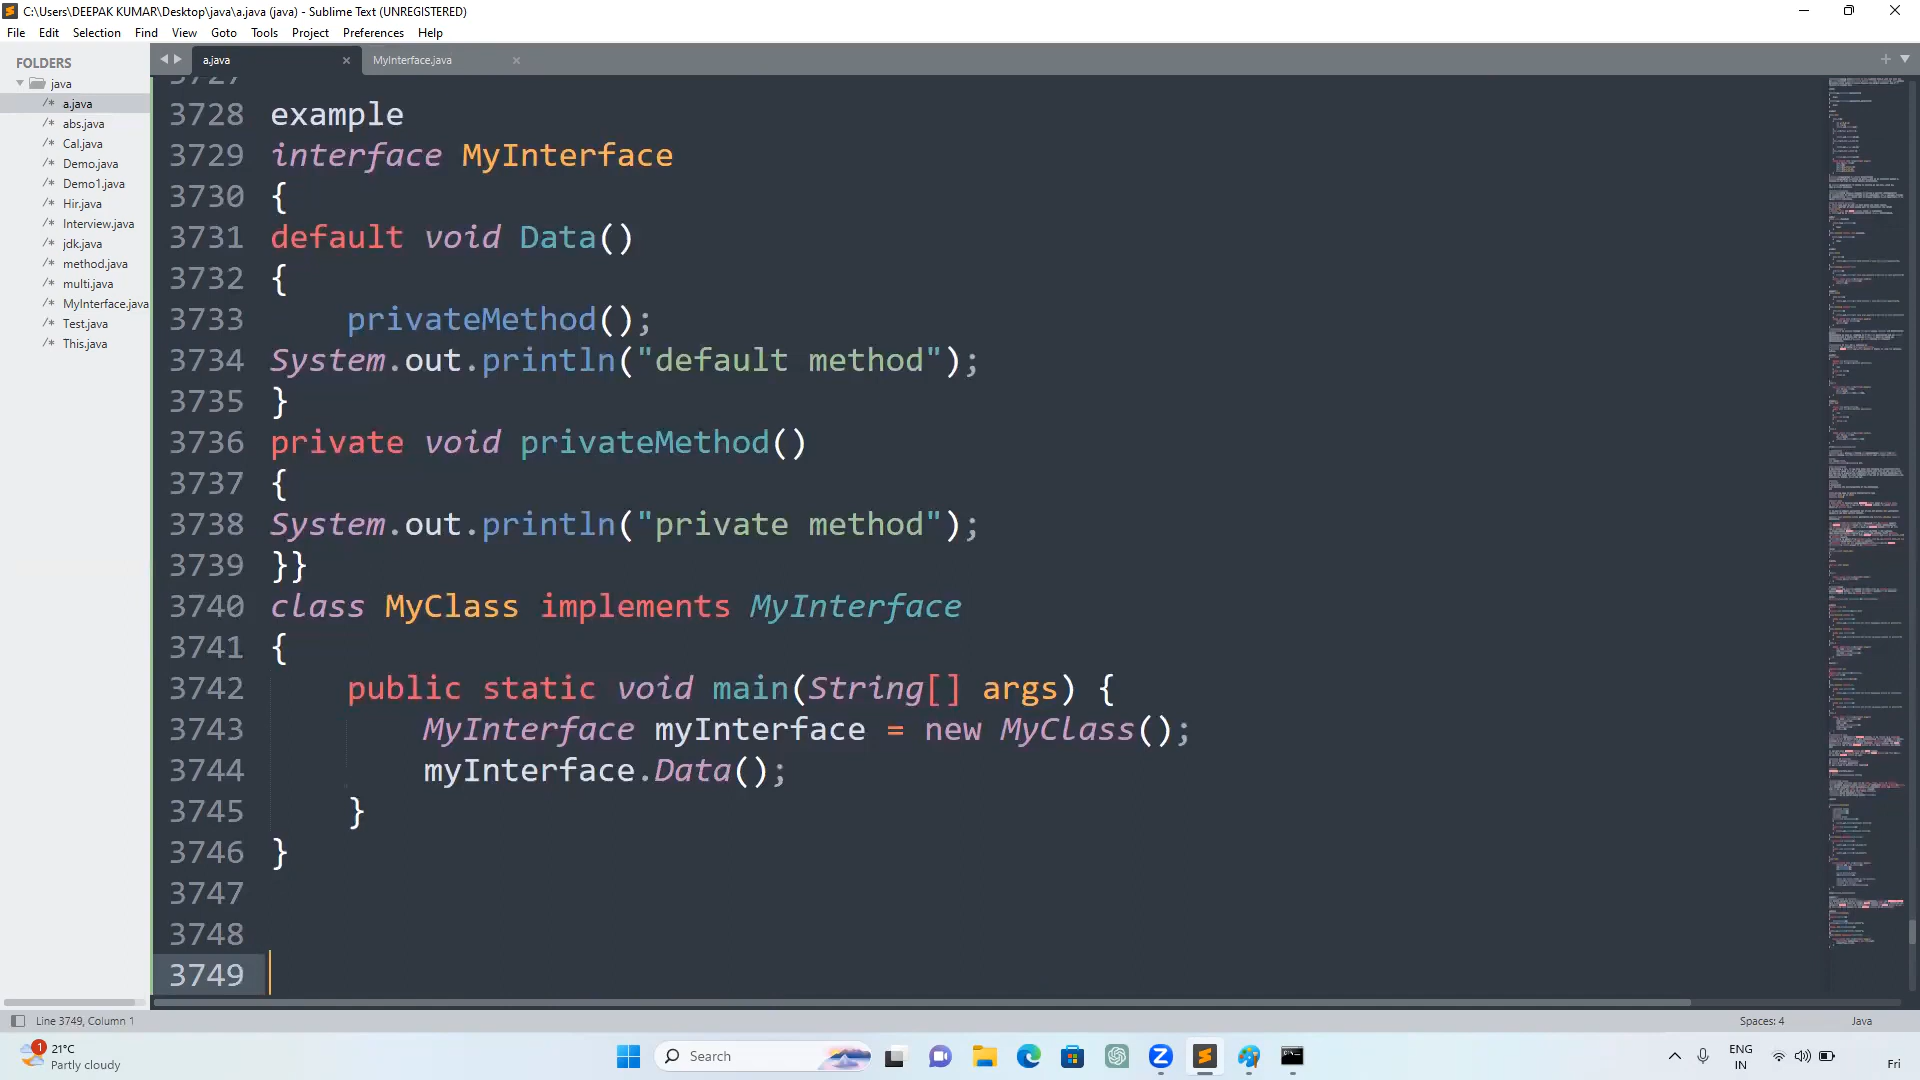 C:\Users\DEEPAK KUMAR\Desktop\java\a.java (java) - Sublime Text (UNREGISTERED)
File Edit Selection Find View Goto Tools Project Preferences Help
FOLDERS
java
/* a.java
/* abs.java
/* Cal.java
/* Demo.java
/* Demo1.java
/* Hir.java
/* Interview.java
/* jdk.java
/* method.java
/* multi.java
/* MyInterface.java
/* Test.java
/* This.java
a.java MyInterface.java
3727
3728 example
3729 interface MyInterface
3730 {
3731 default void Data()
3732 {
3733 privateMethod();
3734 System.out.println("default method");
3735 }
3736 private void privateMethod()
3737 {
3738 System.out.println("private method");
3739 }}
3740 class MyClass implements MyInterface
3741 {
3742 public static void main(String[] args) {
3743 MyInterface myInterface = new MyClass();
3744 myInterface.Data();
3745 }
3746 }
3747
3748
3749
Line 3749, Column 1 Spaces: 4 Java
1
21°C
Partly cloudy
Search
ENG
IN
Fri